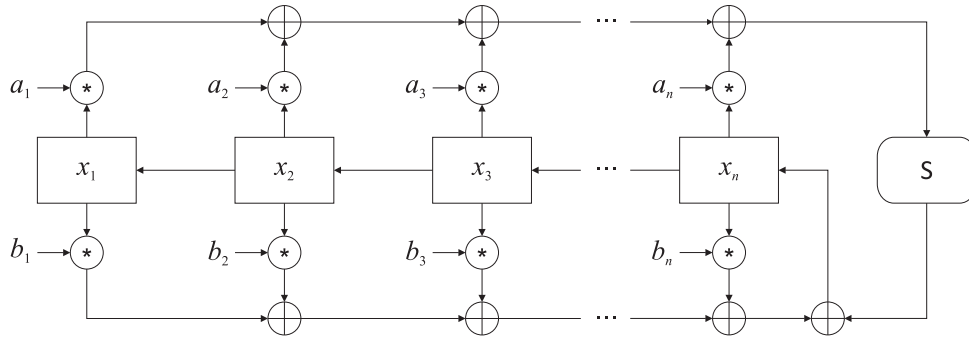 ...
a₁ * a₂ * a₃ * aₙ *
x₁ x₂ x₃ ... xₙ S
b₁ * b₂ * b₃ * bₙ *
...